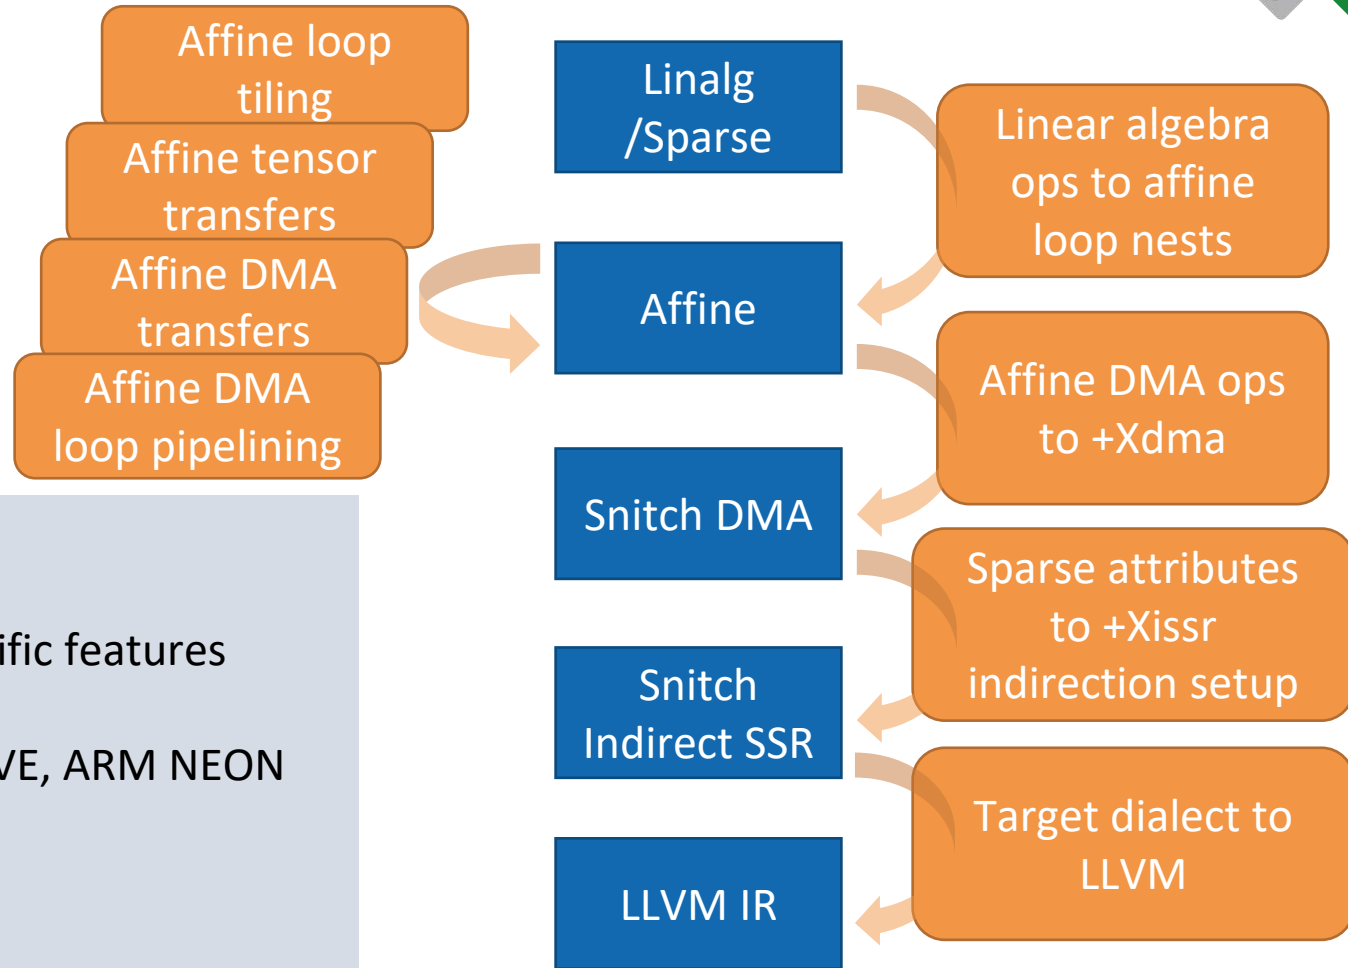 Affine loop
tiling
Affine tensor
transfers
Affine DMA
transfers
Affine DMA
loop pipelining
Linalg
/Sparse
Affine
Snitch DMA
Snitch
Indirect SSR
LLVM IR
Linear algebra
ops to affine
loop nests
Affine DMA ops
to +Xdma
Sparse attributes
to +Xissr
indirection setup
Target dialect to
LLVM
ific features
VE, ARM NEON